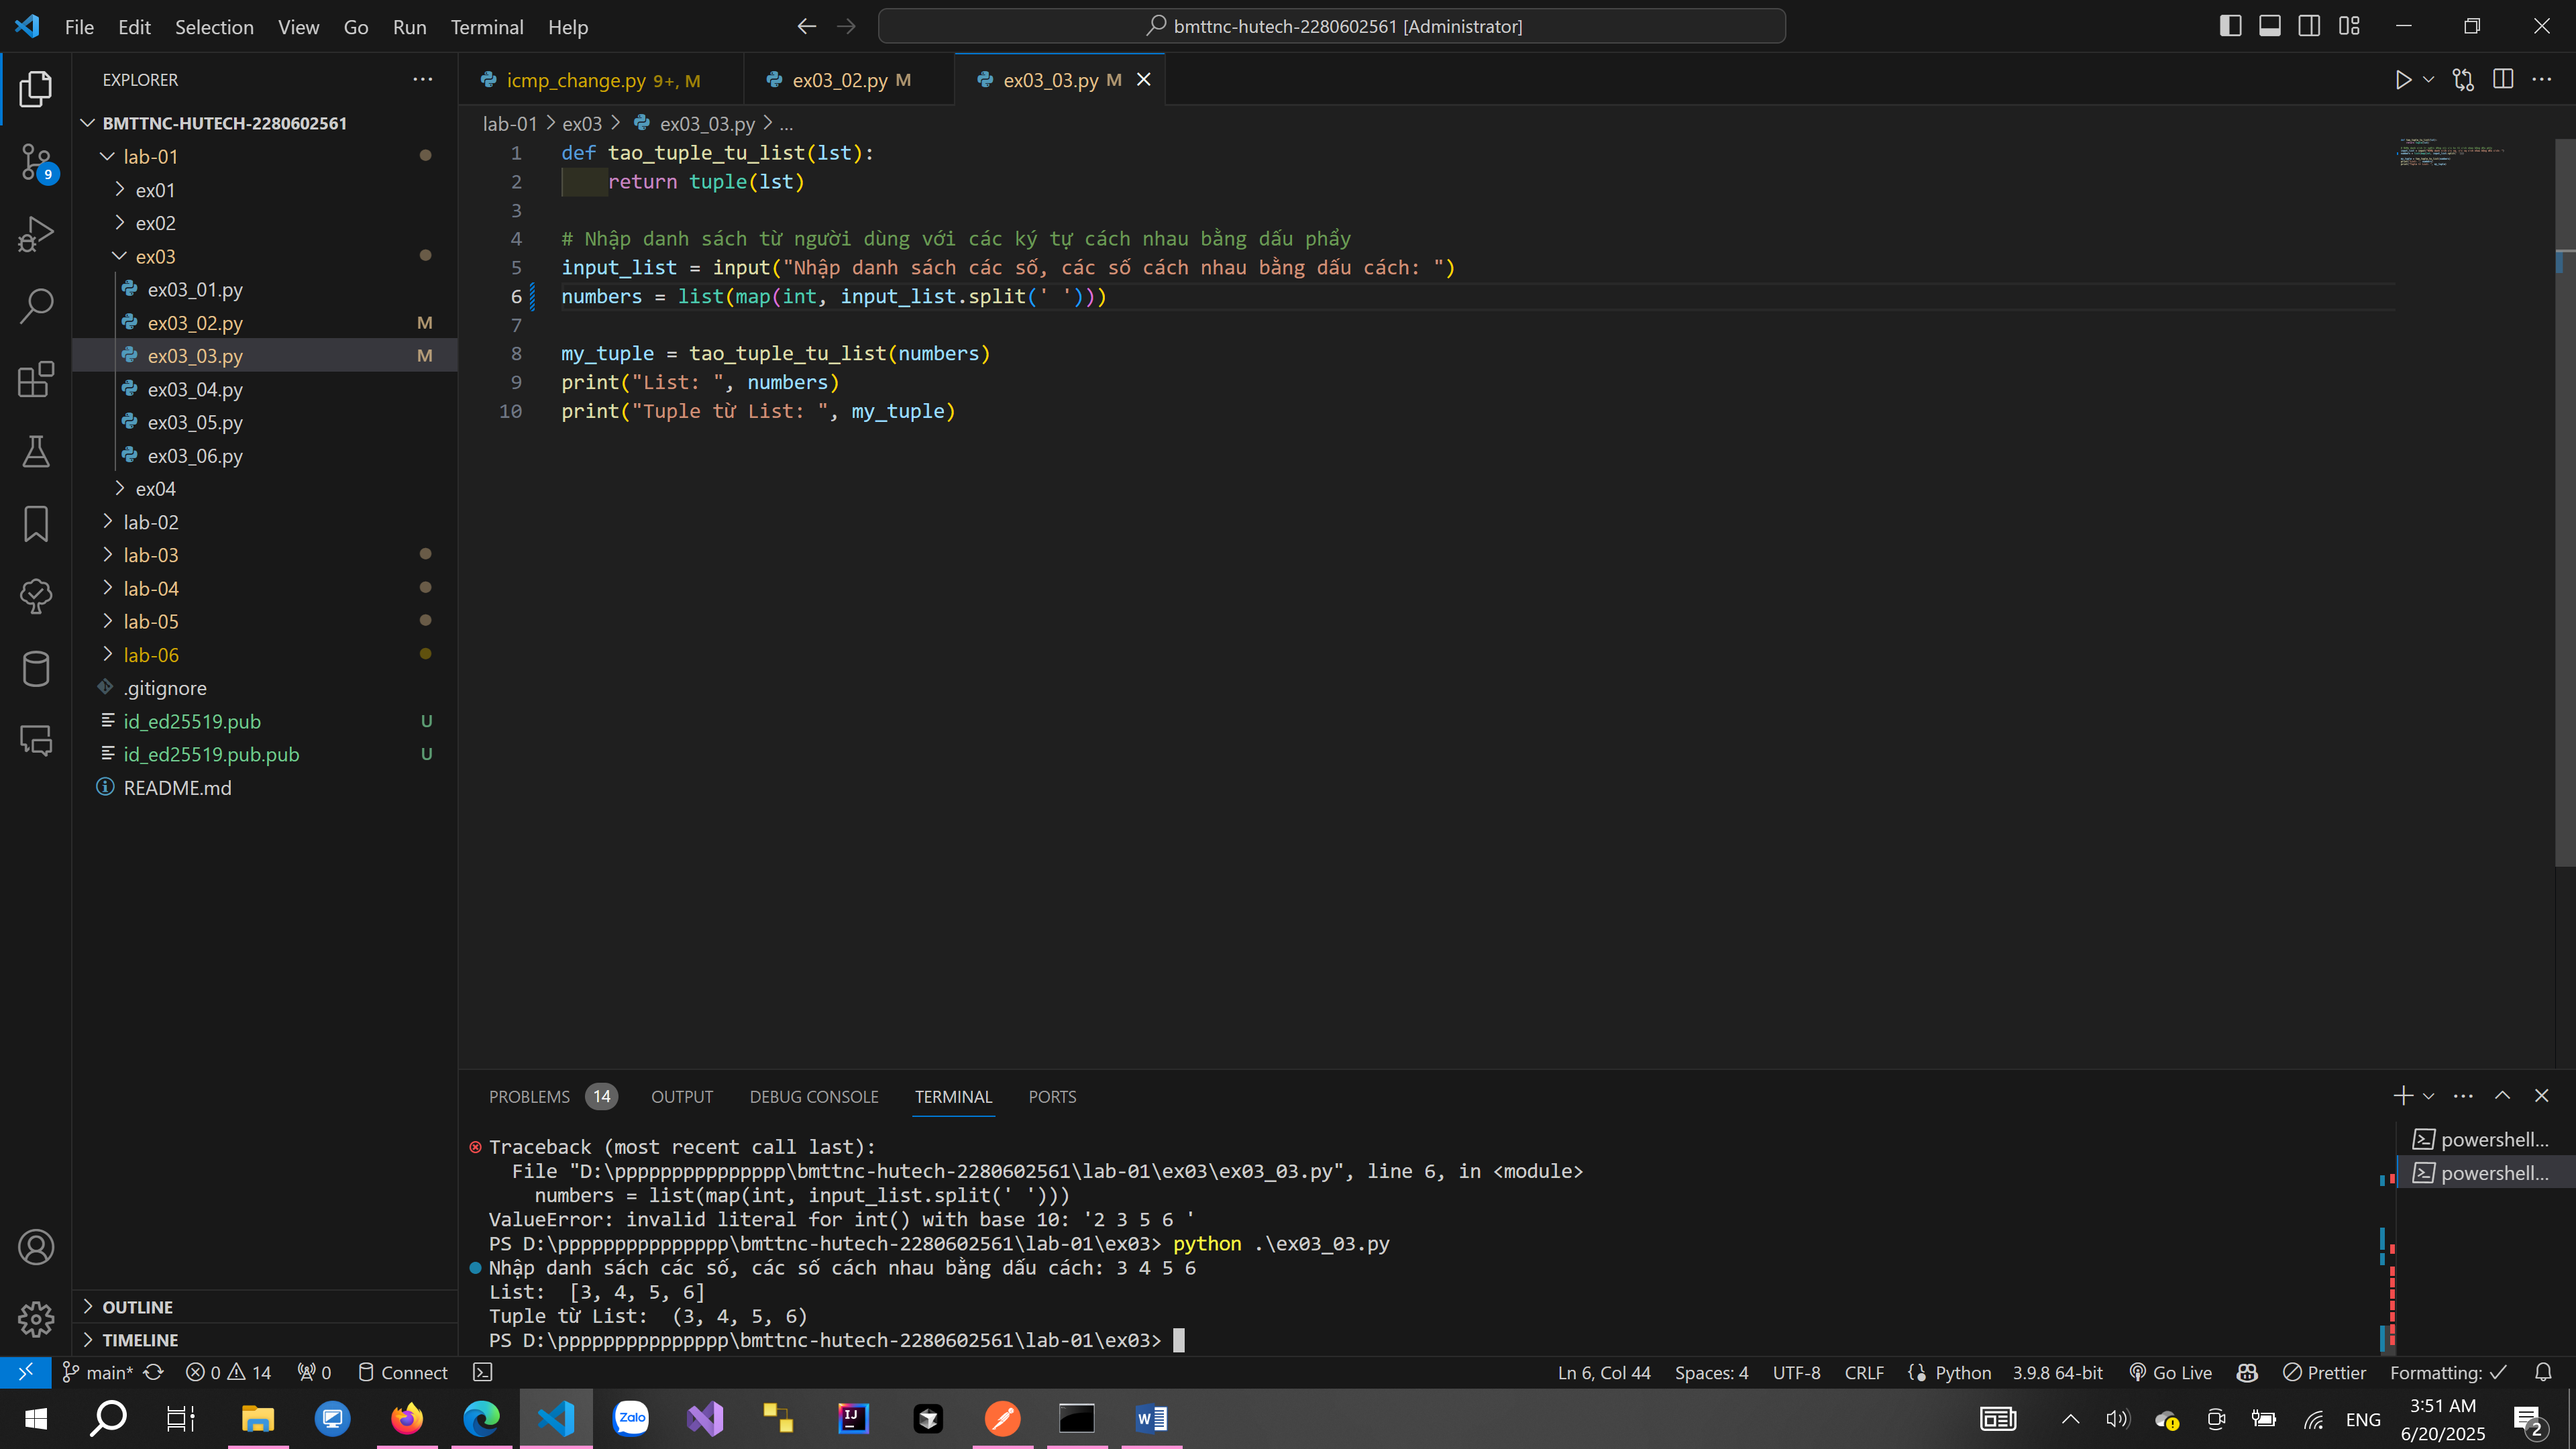 File Edit Selection View Go Run Terminal Help
bmttnc-hutech-2280602561 [Administrator]
EXPLORER
BMTTNC-HUTECH-2280602561
lab-01
ex01
ex02
ex03
ex03_01.py
ex03_02.py M
ex03_03.py M
ex03_04.py
ex03_05.py
ex03_06.py
ex04
lab-02
lab-03
lab-04
lab-05
lab-06
.gitignore
id_ed25519.pub U
id_ed25519.pub.pub U
README.md
OUTLINE
TIMELINE
9
icmp_change.py 9+, M
ex03_02.py M
ex03_03.py M
lab-01 > ex03 > ex03_03.py > ...
1 def tao_tuple_tu_list(lst):
2 return tuple(lst)
3
4 # Nhập danh sách từ người dùng với các ký tự cách nhau bằng dấu phẩy
5 input_list = input("Nhập danh sách các số, các số cách nhau bằng dấu cách: ")
6 numbers = list(map(int, input_list.split(' ')))
7
8 my_tuple = tao_tuple_tu_list(numbers)
9 print("List: ", numbers)
10 print("Tuple từ List: ", my_tuple)
PROBLEMS 14 OUTPUT DEBUG CONSOLE TERMINAL PORTS
Traceback (most recent call last):
File "D:\ppppppppppppppp\bmttnc-hutech-2280602561\lab-01\ex03\ex03_03.py", line 6, in <module>
numbers = list(map(int, input_list.split(' ')))
ValueError: invalid literal for int() with base 10: '2 3 5 6 '
PS D:\ppppppppppppppp\bmttnc-hutech-2280602561\lab-01\ex03> python .\ex03_03.py
Nhập danh sách các số, các số cách nhau bằng dấu cách: 3 4 5 6
List:  [3, 4, 5, 6]
Tuple từ List:  (3, 4, 5, 6)
PS D:\ppppppppppppppp\bmttnc-hutech-2280602561\lab-01\ex03>
powershell...
powershell...
main* 0 14 0 Connect Ln 6, Col 44 Spaces: 4 UTF-8 CRLF Python 3.9.8 64-bit Go Live Prettier Formatting:
Zalo
ENG
3:51 AM
6/20/2025
2